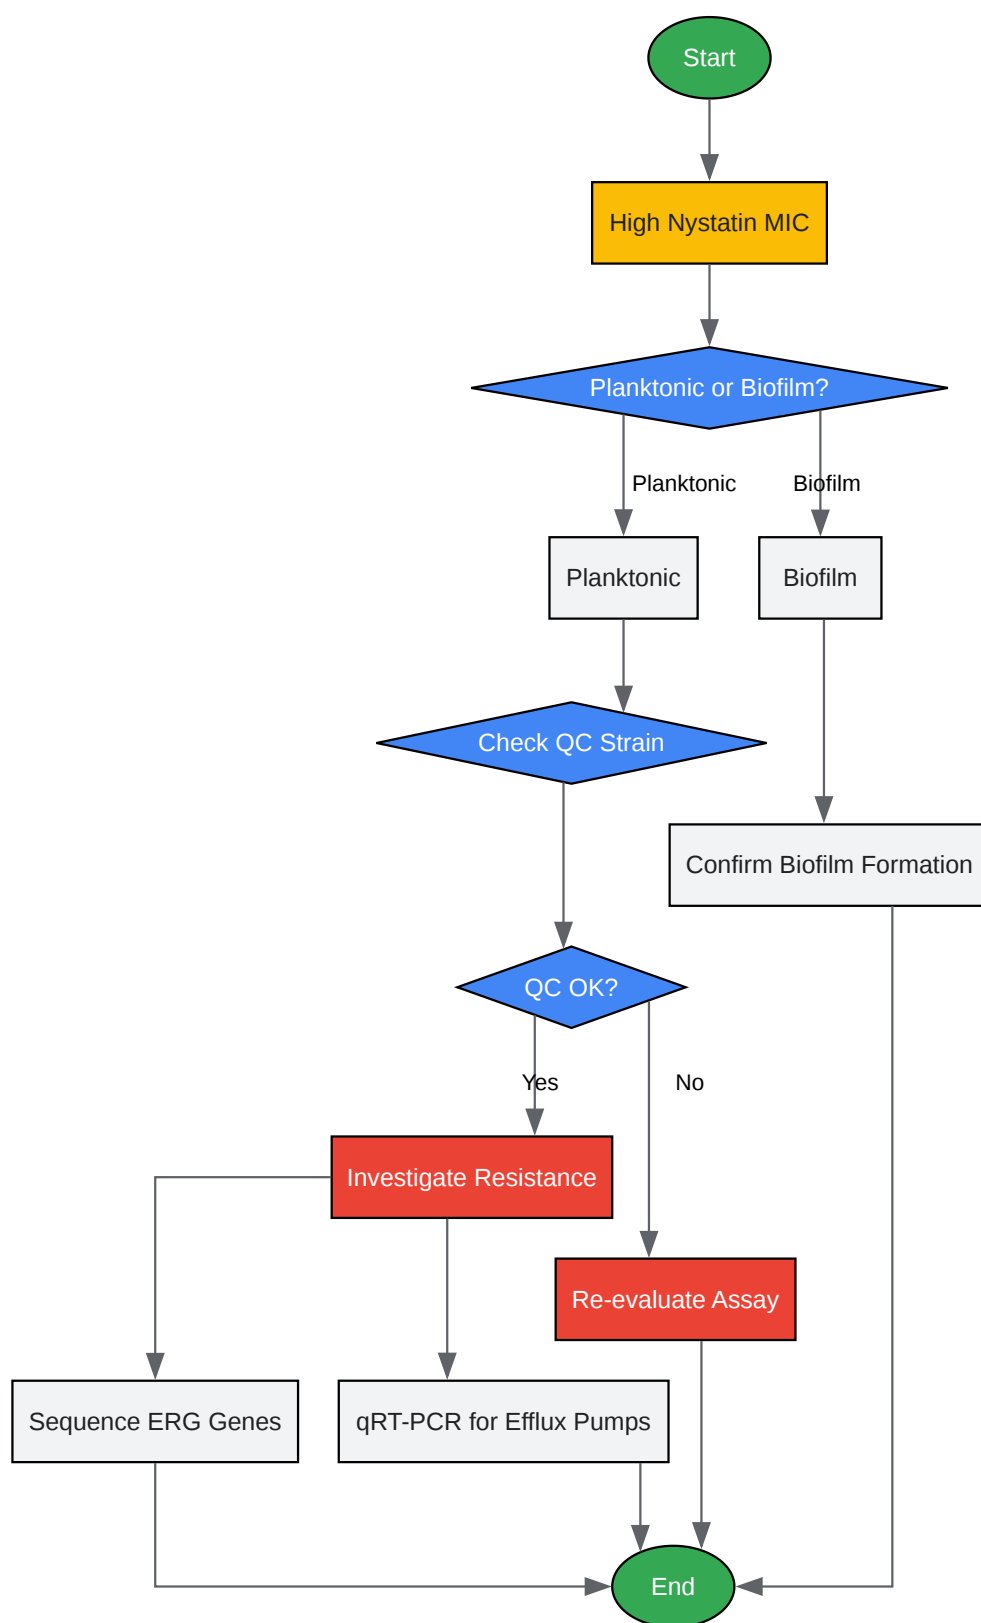 Start
High Nystatin MIC
Planktonic or Biofilm?
Planktonic
Biofilm
Planktonic
Biofilm
Check QC Strain
Confirm Biofilm Formation
QC OK?
Yes
No
Investigate Resistance
Re-evaluate Assay
Sequence ERG Genes
qRT-PCR for Efflux Pumps
End